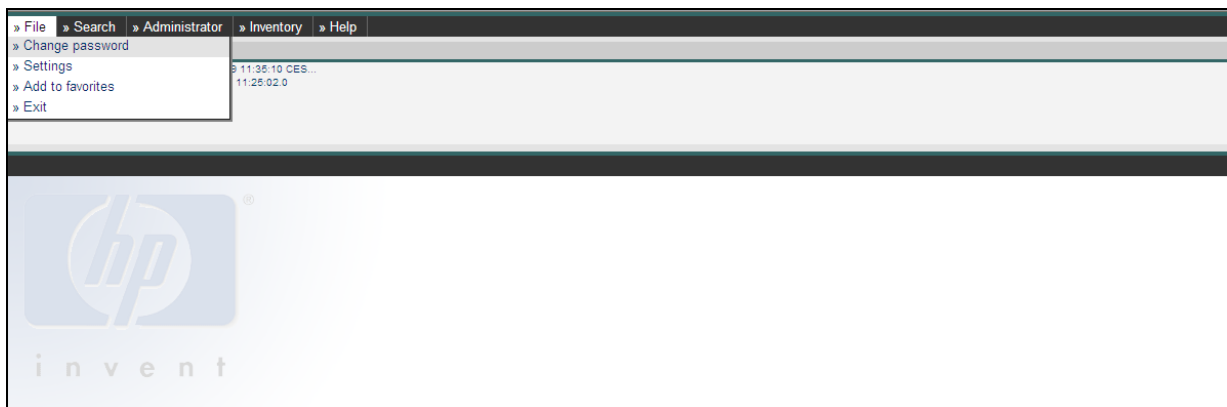 » File » Search » Administrator » Inventory » Help
» Change password
» Settings
» Add to favorites
» Exit
11:35:10 CES...
11:25:02.0
hp ®
invent